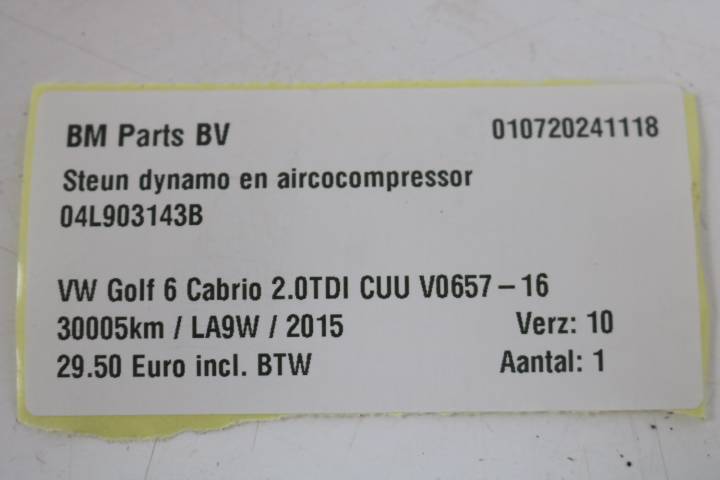 BM Parts BV 010720241118
Steun dynamo en aircocompressor
04L903143B
VW Golf 6 Cabrio 2.0TDI CUU V0657 – 16
30005km / LA9W / 2015 Verz: 10
29.50 Euro incl. BTW Aantal: 1